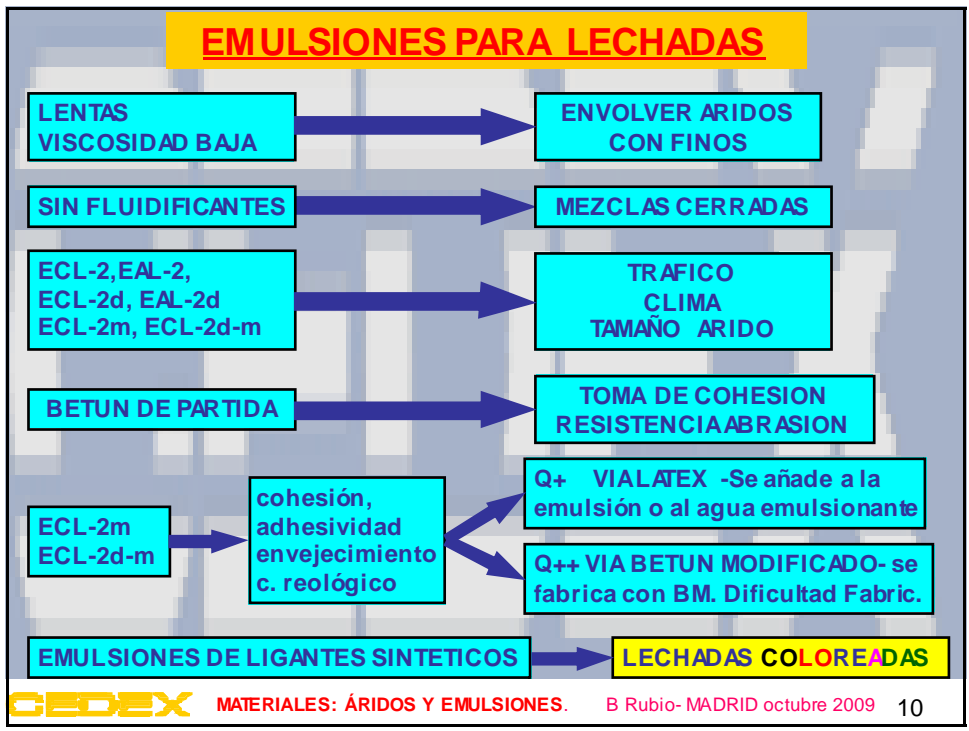 EMULSIONES PARA LECHADAS
LENTAS
VISCOSIDAD BAJA
ENVOLVER ARIDOS
CON FINOS
SIN FLUIDIFICANTES
MEZCLAS CERRADAS
ECL-2,EAL-2,
ECL-2d, EAL-2d
ECL-2m, ECL-2d-m
TRAFICO
CLIMA
TAMAÑO ARIDO
BETUN DE PARTIDA
TOMA DE COHESION
RESISTENCIA ABRASION
ECL-2m
ECL-2d-m
cohesión,
adhesividad
envejecimiento
c. reológico
Q+ VIA LATEX -Se añade a la
emulsión o al agua emulsionante
Q++ VIA BETUN MODIFICADO- se
fabrica con BM. Dificultad Fabric.
EMULSIONES DE LIGANTES SINTETICOS
LECHADAS COLOREADAS
CEDEX
MATERIALES: ÁRIDOS Y EMULSIONES. B Rubio- MADRID octubre 2009 10